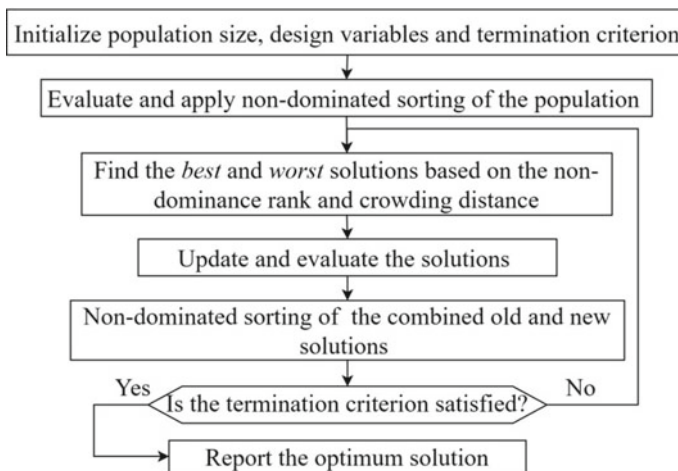 Initialize population size, design variables and termination criterion
Evaluate and apply non-dominated sorting of the population
Find the best and worst solutions based on the non-
dominance rank and crowding distance
Update and evaluate the solutions
Non-dominated sorting of the combined old and new
solutions
Yes
No
Is the termination criterion satisfied?
Report the optimum solution